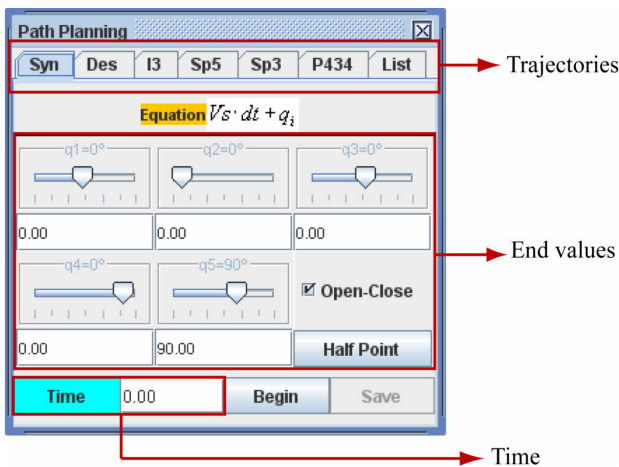 Path Planning
Syn Des I3 Sp5 Sp3 P434 List
Trajectories
Equation Vs· dt + qi
q1=0° q2=0° q3=0°
0.00 0.00 0.00
End values
q4=0° q5=90° Open-Close
0.00 90.00 Half Point
Time 0.00 Begin Save
Time